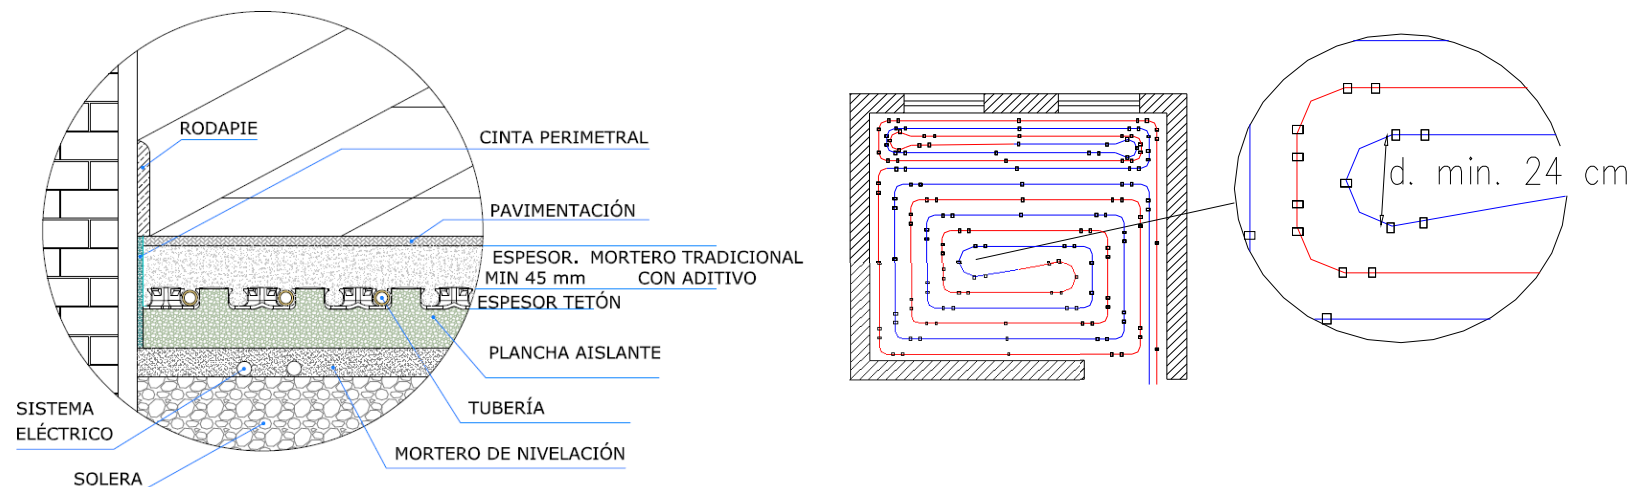 RODAPIE
CINTA PERIMETRAL
PAVIMENTACIÓN
ESPESOR. MORTERO TRADICIONAL
MIN 45 mm CON ADITIVO
ESPESOR TETÓN
PLANCHA AISLANTE
TUBERÍA
SISTEMA
ELÉCTRICO
MORTERO DE NIVELACIÓN
SOLERA
d. min. 24 cm